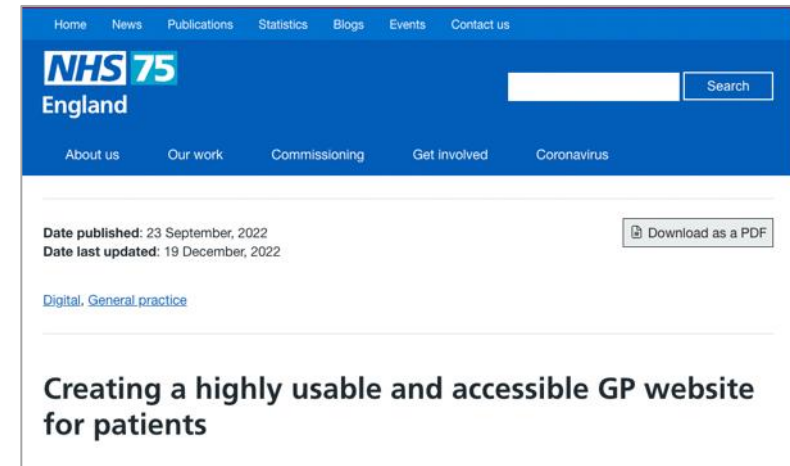 Home News Publications Statistics Blogs Events Contact us
NHS 75
England
Search
About us Our work Commissioning Get involved Coronavirus
Date published: 23 September, 2022
Date last updated: 19 December, 2022
Download as a PDF
Digital, General practice
Creating a highly usable and accessible GP website
for patients